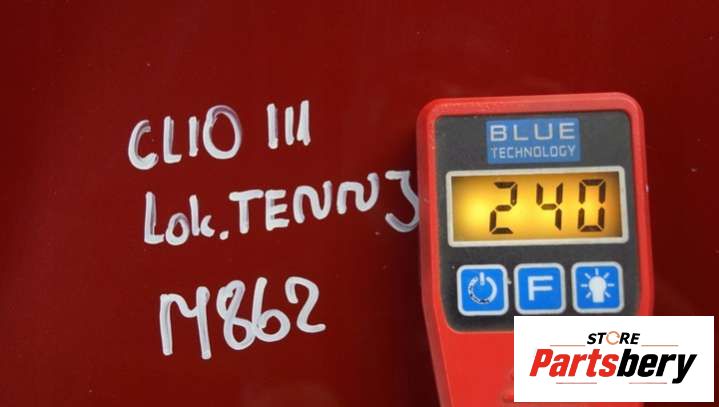 CLIO III
Lok. TENNJ
M862
BLUE
TECHNOLOGY
240
F
STORE
Partsbery